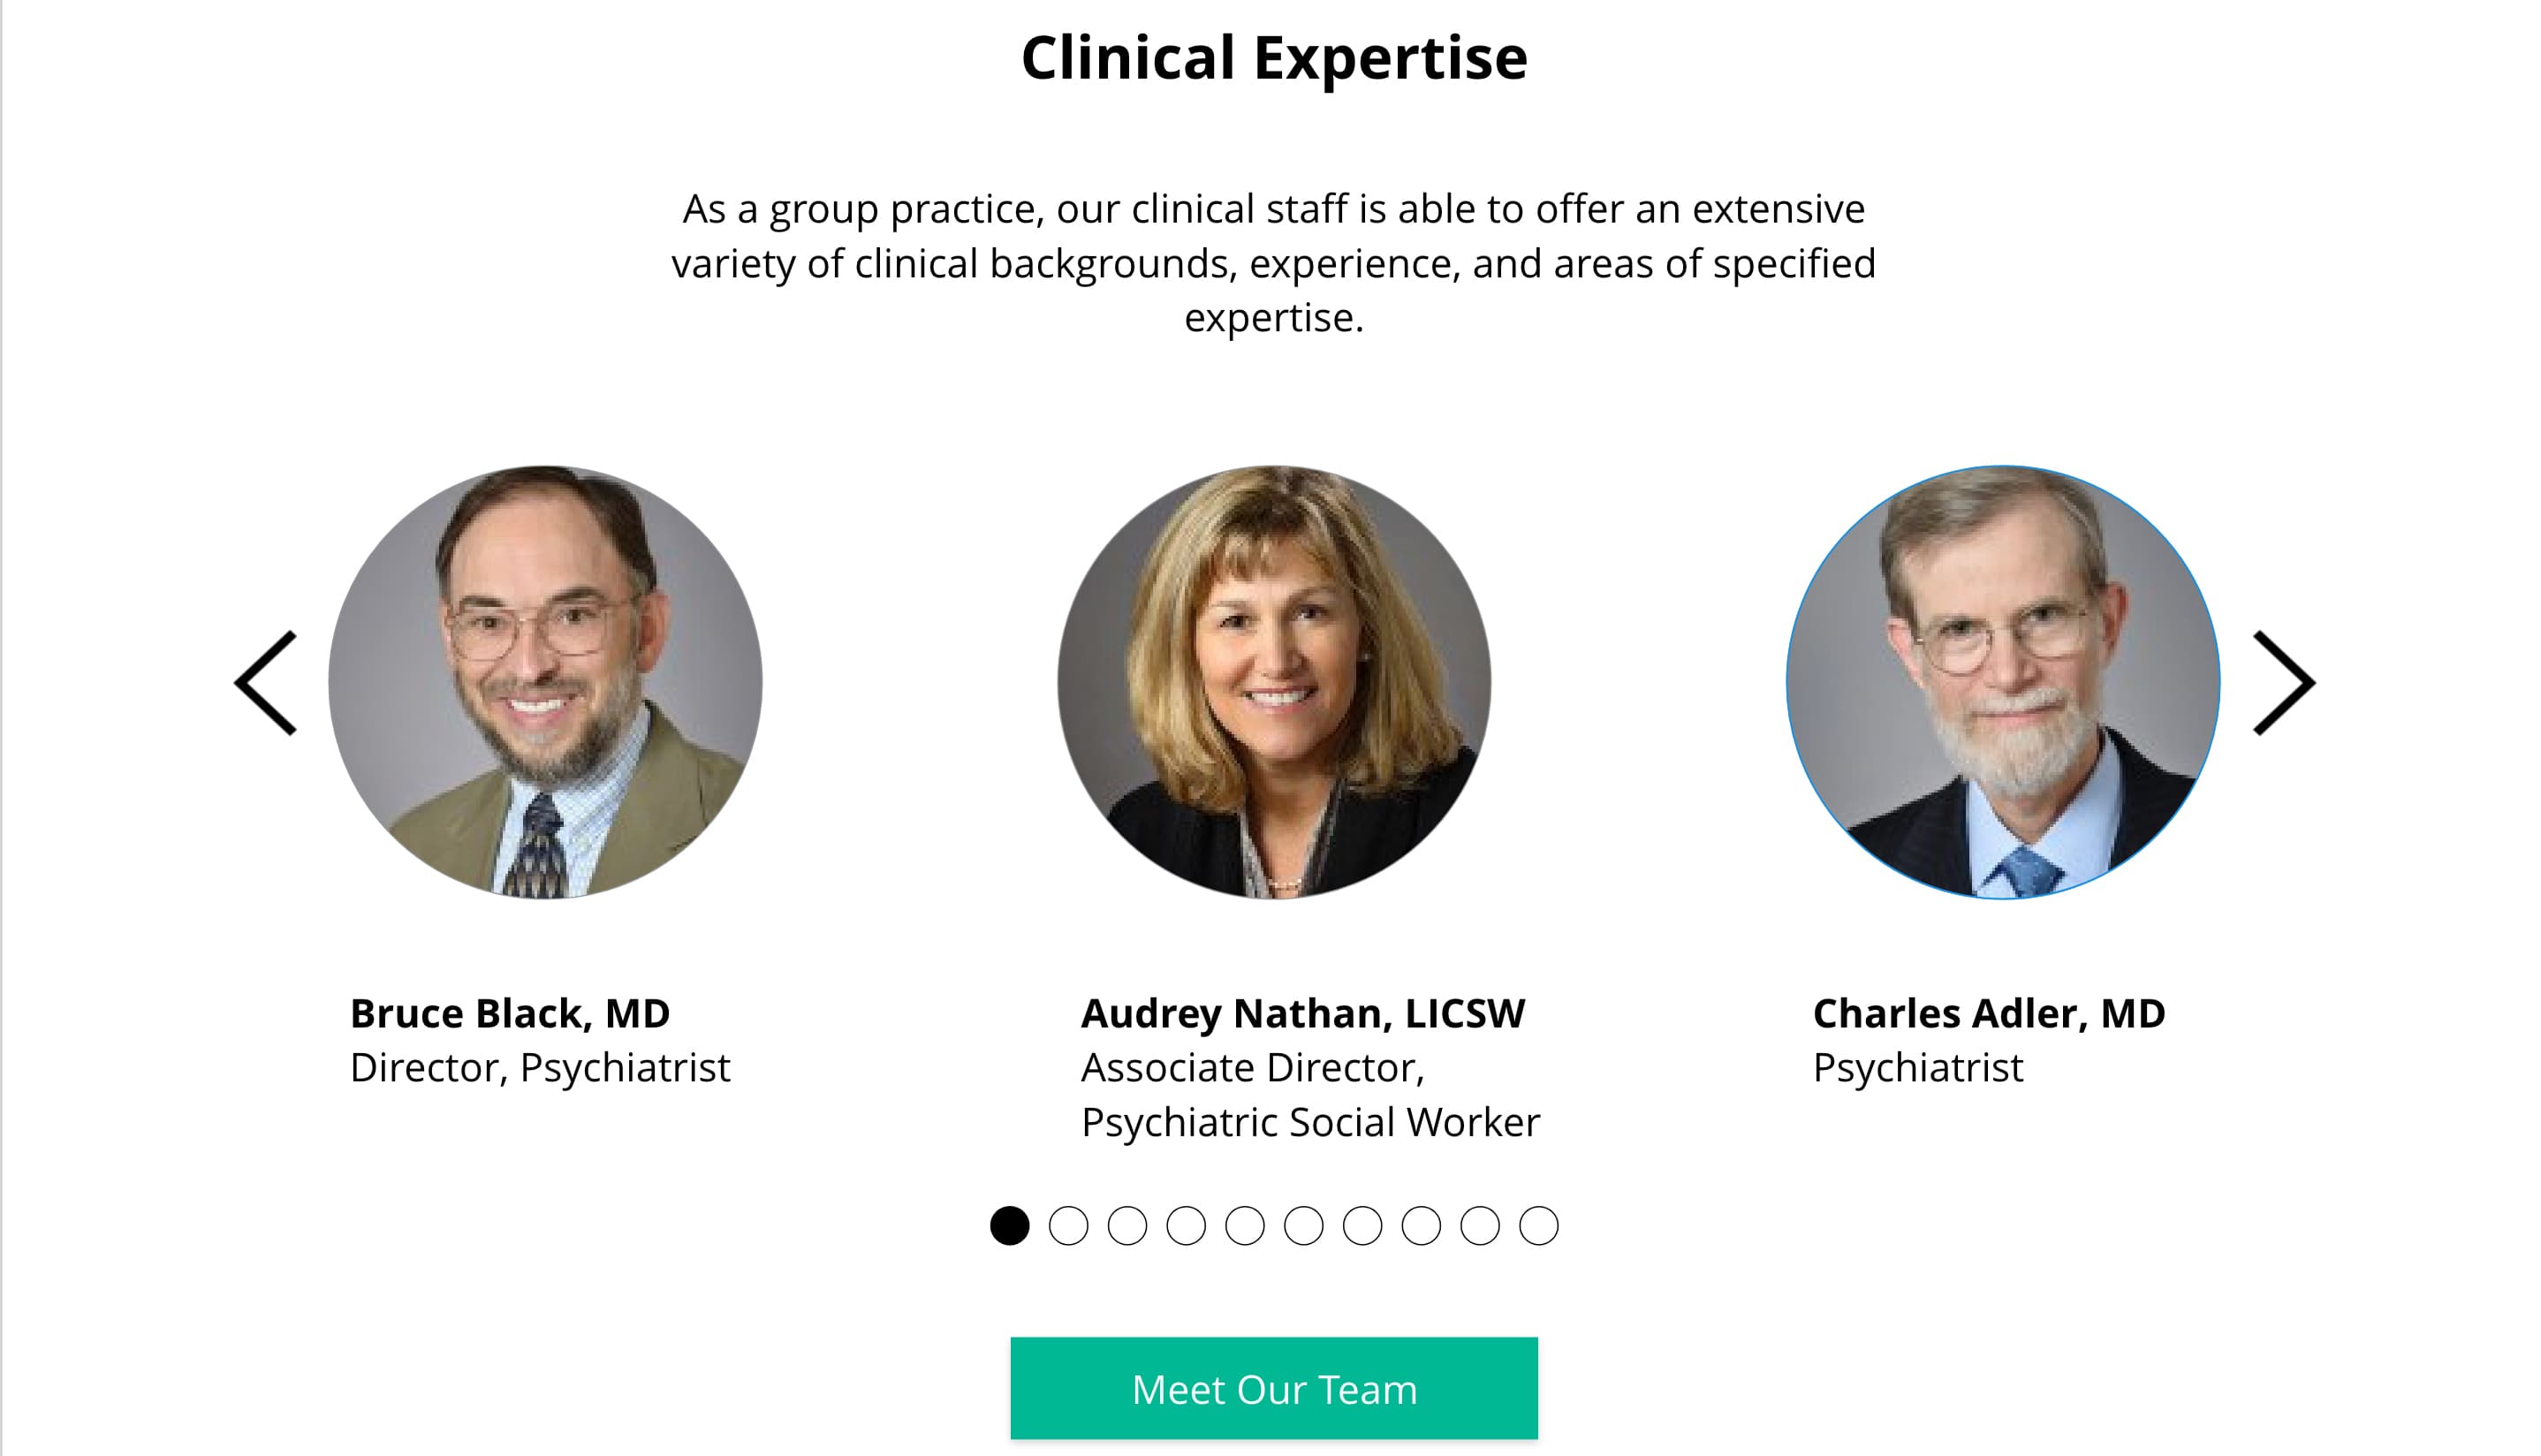 Clinical Expertise
As a group practice, our clinical staff is able to offer an extensive
variety of clinical backgrounds, experience, and areas of specified
expertise.
Bruce Black, MD
Director, Psychiatrist
Audrey Nathan, LICSW
Associate Director,
Psychiatric Social Worker
Charles Adler, MD
Psychiatrist
Meet Our Team